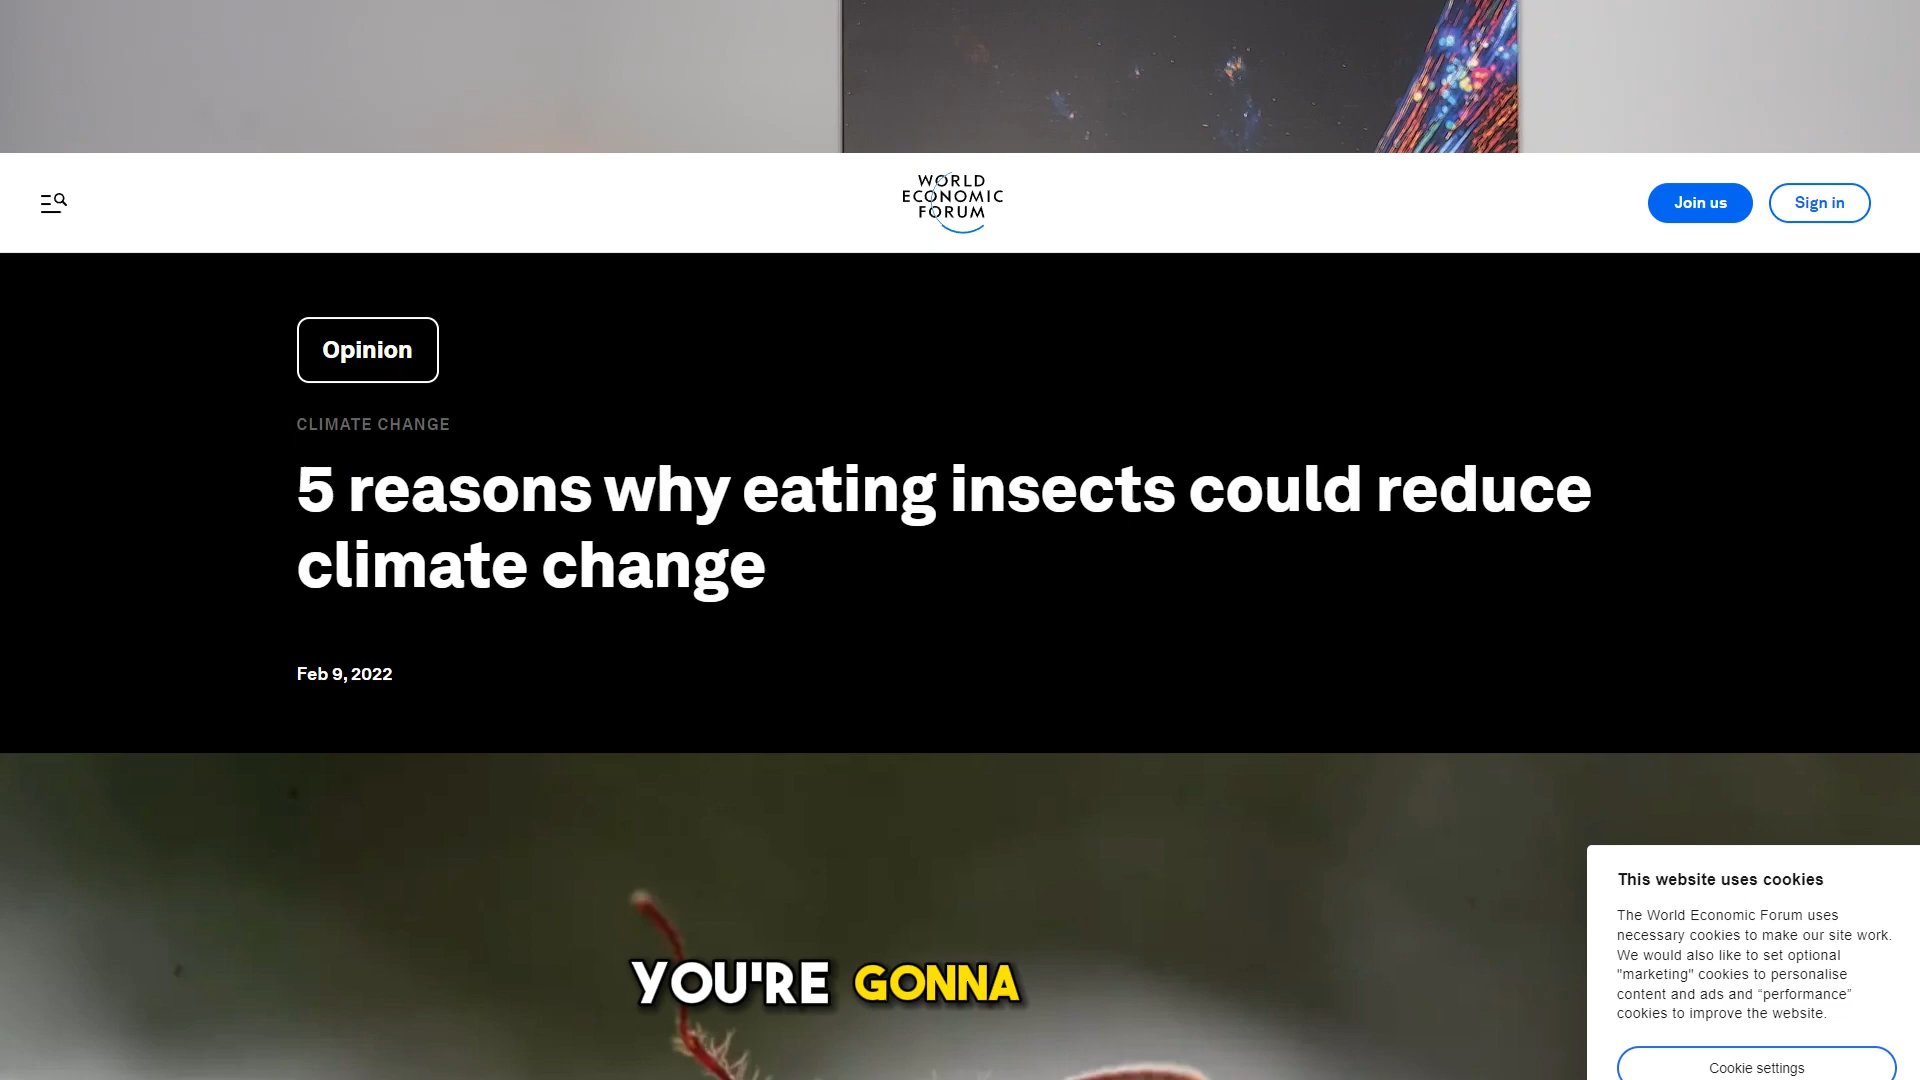 WORLD
ECONOMIC
FORUM
Join us
Sign in
Opinion
CLIMATE CHANGE
5 reasons why eating insects could reduce
climate change
Feb 9, 2022
YOU'RE GONNA
This website uses cookies
The World Economic Forum uses
necessary cookies to make our site work.
We would also like to set optional
"marketing" cookies to personalise
content and ads and “performance”
cookies to improve the website.
Cookie settings